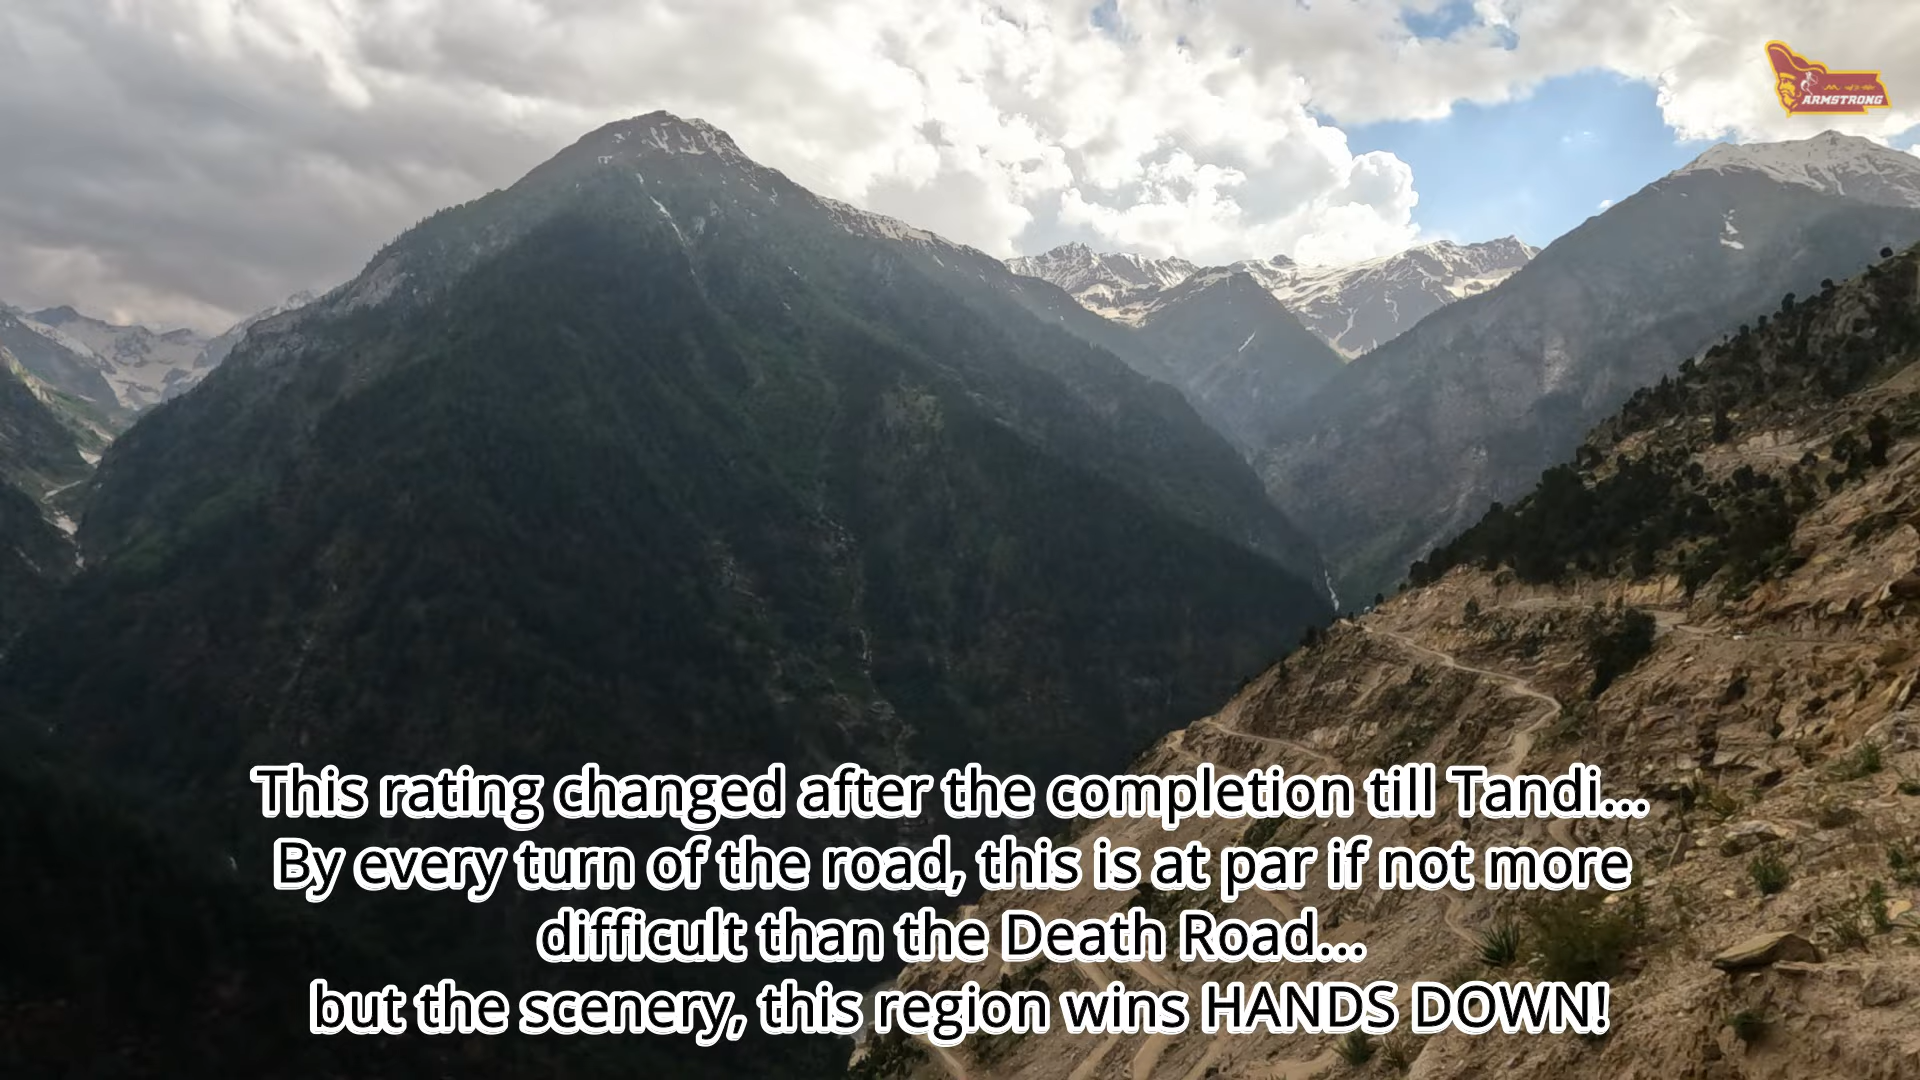 ARMSTRONG
This rating changed after the completion till Tandi...
By every turn of the road, this is at par if not more
difficult than the Death Road...
but the scenery, this region wins HANDS DOWN!